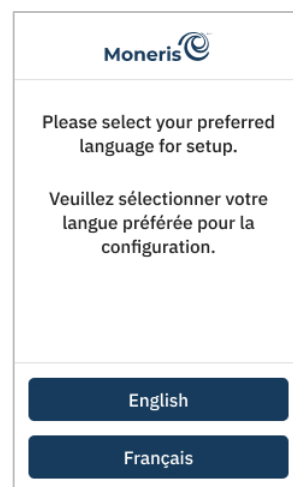 Moneris
Please select your preferred
language for setup.
Veuillez sélectionner votre
langue préférée pour la
configuration.
English
Français